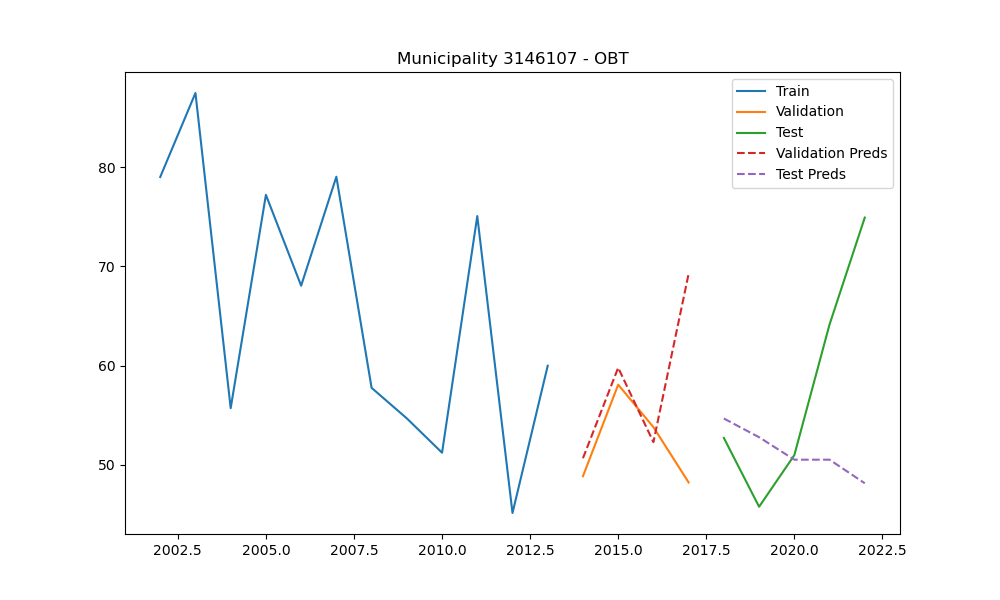 Municipality 3146107 - OBT
Train
Validation
Test
Validation Preds
Test Preds
80
70
60
50
2002.5 2005.0 2007.5 2010.0 2012.5 2015.0 2017.5 2020.0 2022.5